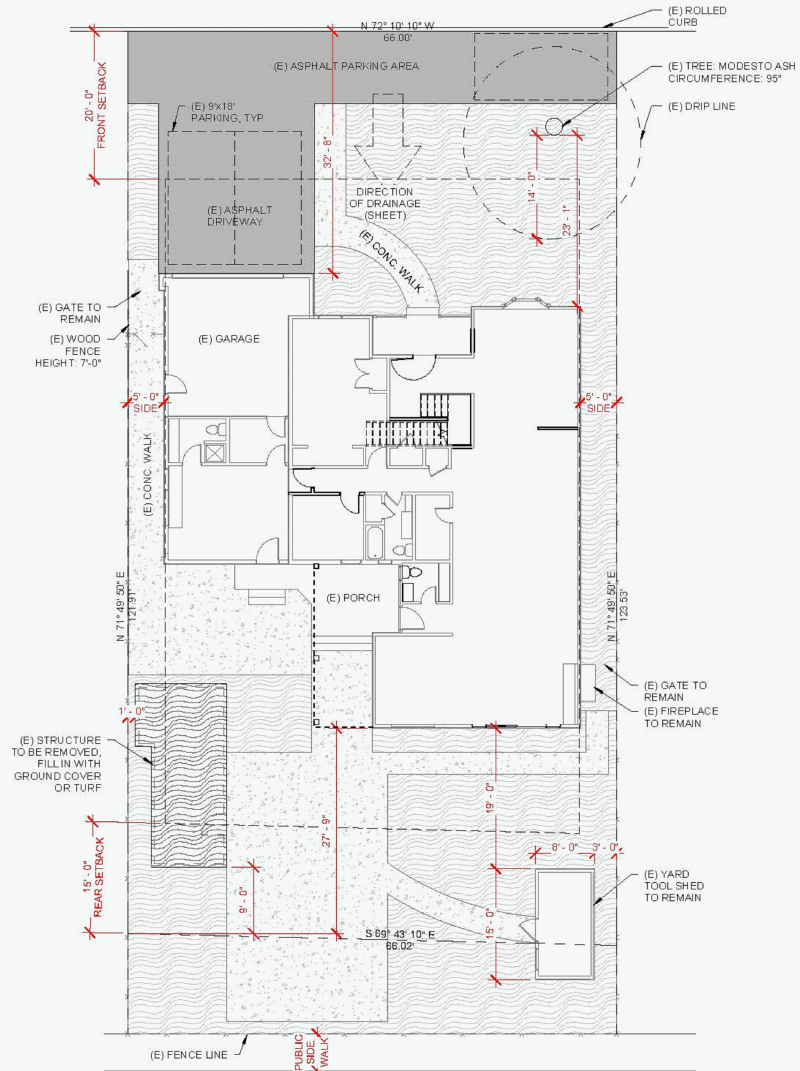 (E) ROLLED
CURB
N 72° 10' 10" W
66.00'
(E) ASPHALT PARKING AREA
(E) TREE: MODESTO ASH
CIRCUMFERENCE: 95"
(E) DRIP LINE
20' - 0"
FRONT SETBACK
(E) 9'x18'
PARKING, TYP
32' - 8"
14' - 0"
23' - 1"
DIRECTION
OF DRAINAGE
(SHEET)
(E) ASPHALT
DRIVEWAY
(E) CONC. WALK
(E) GATE TO
REMAIN
(E) WOOD
FENCE
HEIGHT: 7'-0"
(E) GARAGE
5' - 0"
SIDE
5' - 0"
SIDE
(E) CONC. WALK
N 71° 49' 50" E
121.91'
(E) PORCH
N 71° 49' 50" E
123.53'
(E) GATE TO
REMAIN
(E) FIREPLACE
TO REMAIN
1' - 0"
(E) STRUCTURE
TO BE REMOVED,
FILL IN WITH
GROUND COVER
OR TURF
27' - 9"
19' - 0"
15' - 0"
REAR SETBACK
9' - 0"
8' - 0"
3' - 0"
(E) YARD
TOOL SHED
TO REMAIN
15' - 0"
S 69° 43' 10" E
66.02'
(E) FENCE LINE
PUBLIC
SIDE
WALK